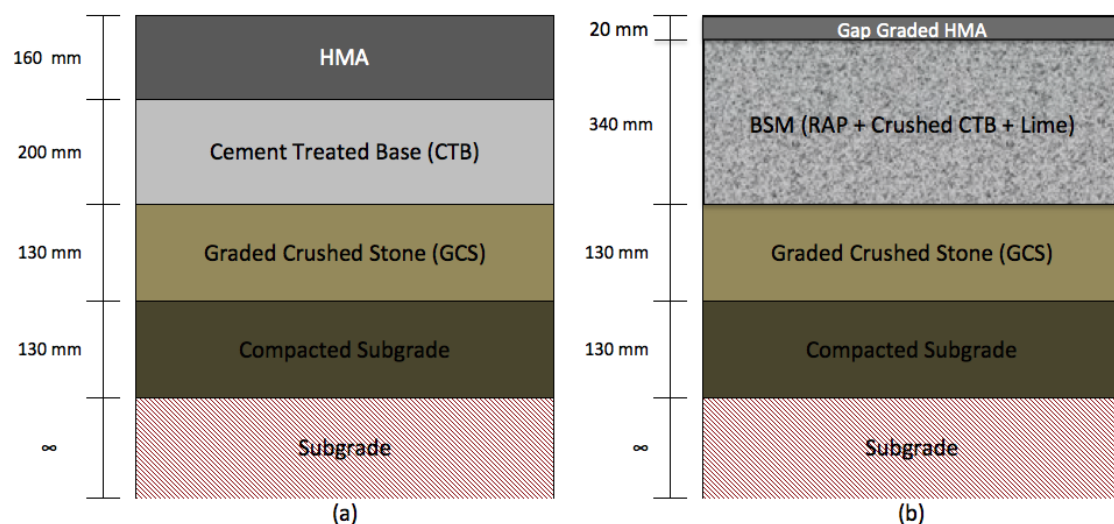 160 mm
HMA
200 mm
Cement Treated Base (CTB)
130 mm
Graded Crushed Stone (GCS)
130 mm
Compacted Subgrade
∞
Subgrade
(a)
20 mm
Gap Graded HMA
340 mm
BSM (RAP + Crushed CTB + Lime)
130 mm
Graded Crushed Stone (GCS)
130 mm
Compacted Subgrade
∞
Subgrade
(b)